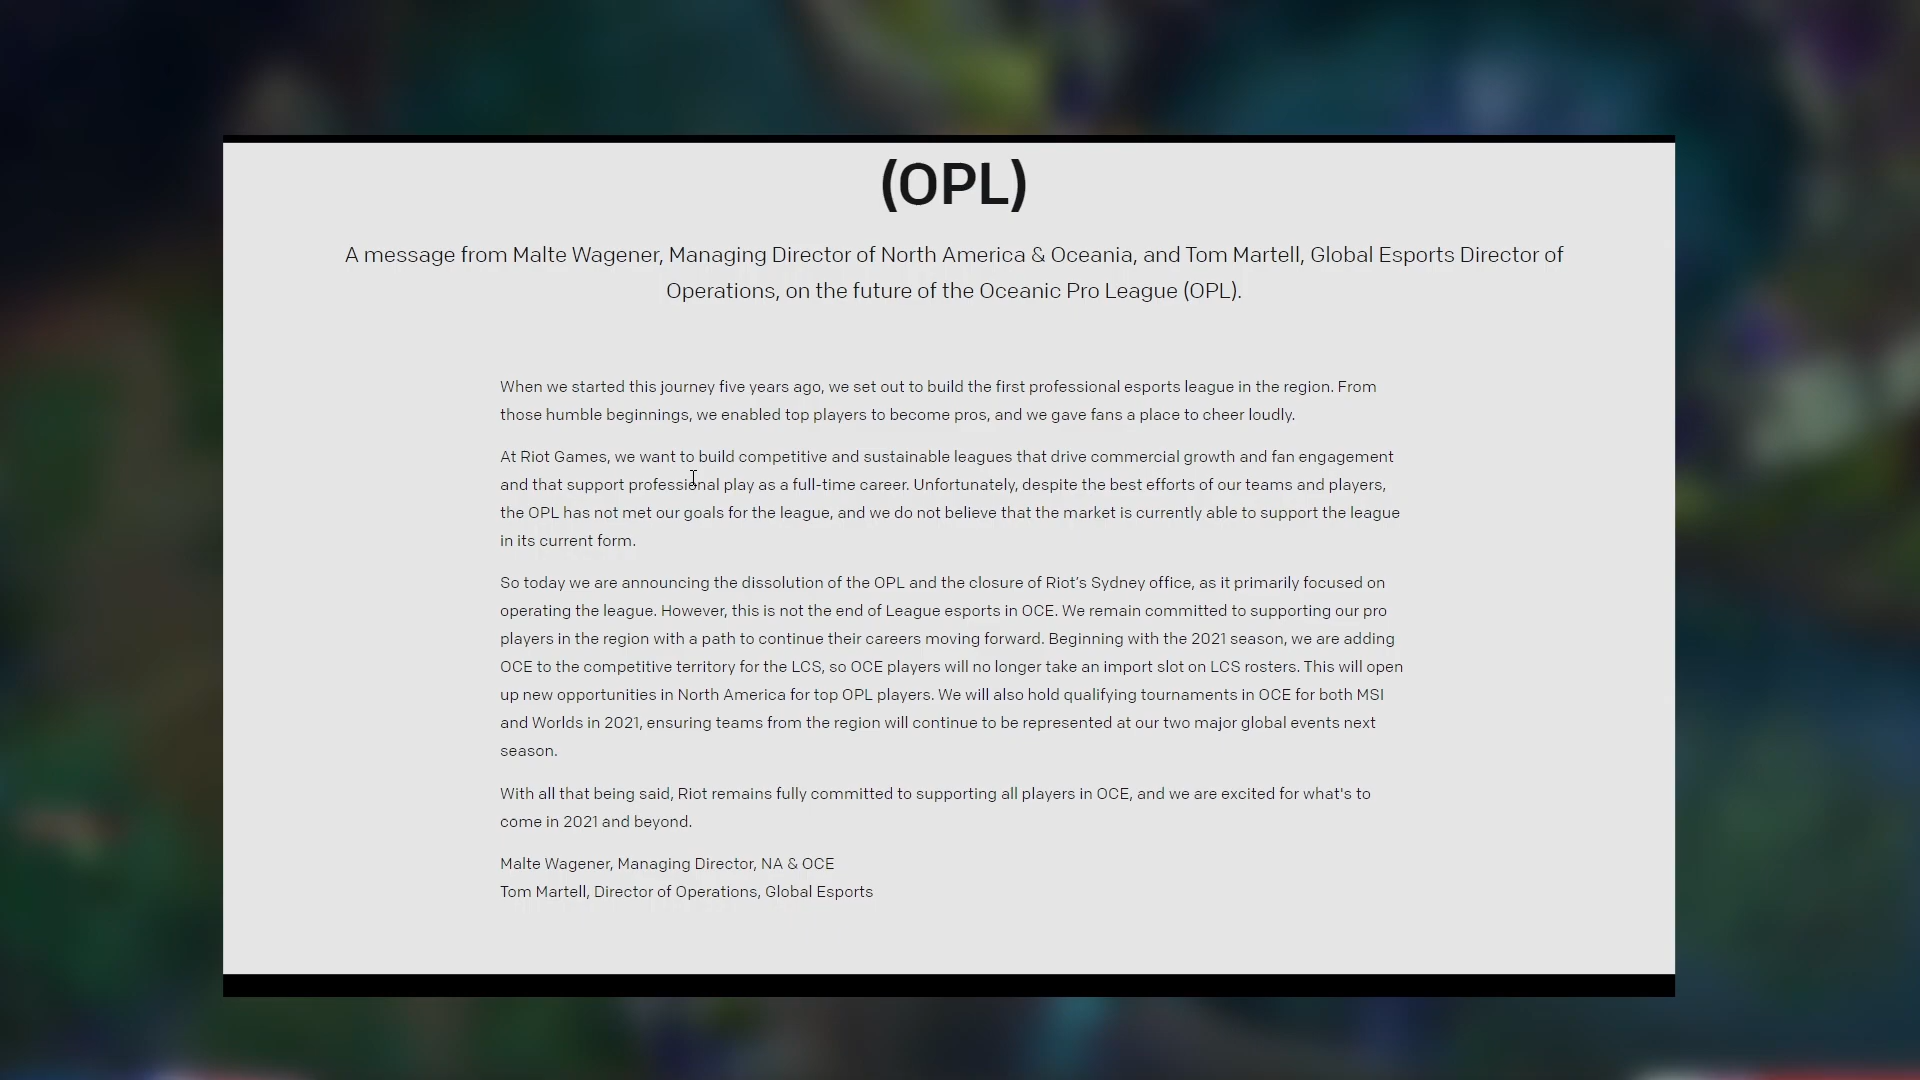 (OPL)
A message from Malte Wagener, Managing Director of North America & Oceania, and Tom Martell, Global Esports Director of
Operations, on the future of the Oceanic Pro League (OPL).
When we started this journey five years ago, we set out to build the first professional esports league in the region. From
those humble beginnings, we enabled top players to become pros, and we gave fans a place to cheer loudly.
At Riot Games, we want to build competitive and sustainable leagues that drive commercial growth and fan engagement
and that support professional play as a full-time career. Unfortunately, despite the best efforts of our teams and players,
the OPL has not met our goals for the league, and we do not believe that the market is currently able to support the league
in its current form.
So today we are announcing the dissolution of the OPL and the closure of Riot's Sydney office, as it primarily focused on
operating the league. However, this is not the end of League esports in OCE. We remain committed to supporting our pro
players in the region with a path to continue their careers moving forward. Beginning with the 2021 season, we are adding
OCE to the competitive territory for the LCS, so OCE players will no longer take an import slot on LCS rosters. This will open
up new opportunities in North America for top OPL players. We will also hold qualifying tournaments in OCE for both MSI
and Worlds in 2021, ensuring teams from the region will continue to be represented at our two major global events next
season.
With all that being said, Riot remains fully committed to supporting all players in OCE, and we are excited for what's to
come in 2021 and beyond.
Malte Wagener, Managing Director, NA & OCE
Tom Martell, Director of Operations, Global Esports